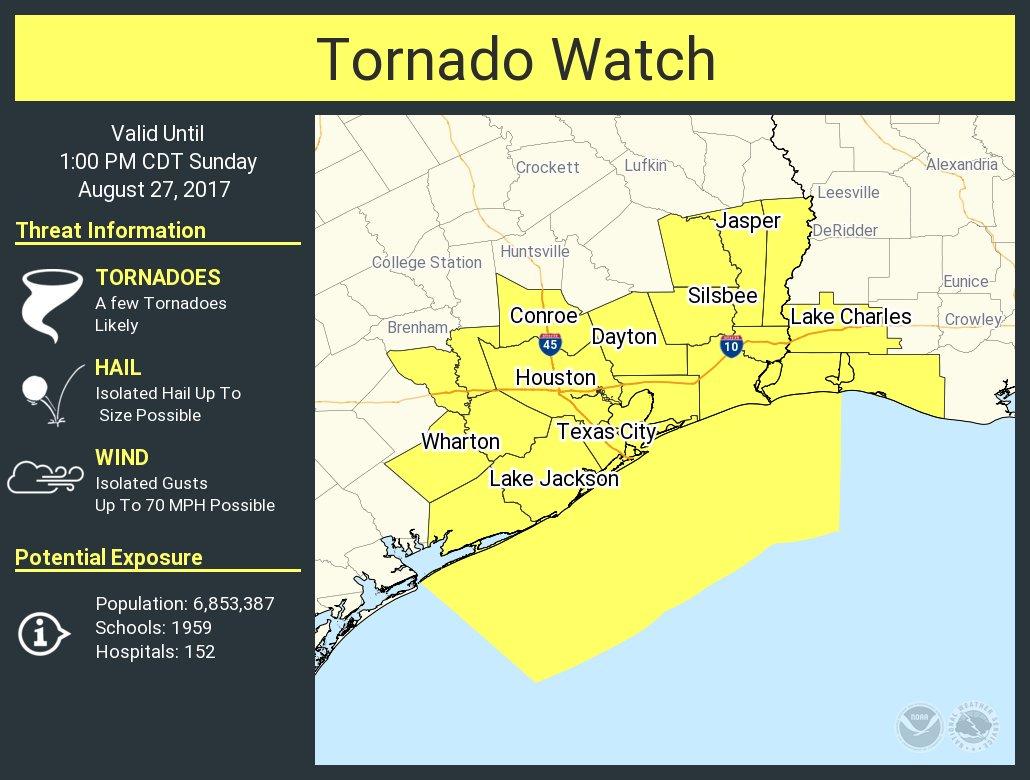 Tornado Watch
Valid Until
1:00 PM CDT Sunday
August 27, 2017
Threat Information
TORNADOES
A few Tornadoes
Likely
HAIL
Isolated Hail Up To
Size Possible
WIND
Isolated Gusts
Up To 70 MPH Possible
Potential Exposure
Population: 6,853,387
Schools: 1959
Hospitals: 152
Crockett
Lufkin
Alexandria
Leesville
Jasper
DeRidder
Huntsville
College Station
Eunice
Silsbee
Conroe
Lake Charles
Crowley
Brenham
Dayton
45
10
Houston
Texas City
Wharton
Lake Jackson
NOAA
NATIONAL WEATHER SERVICE